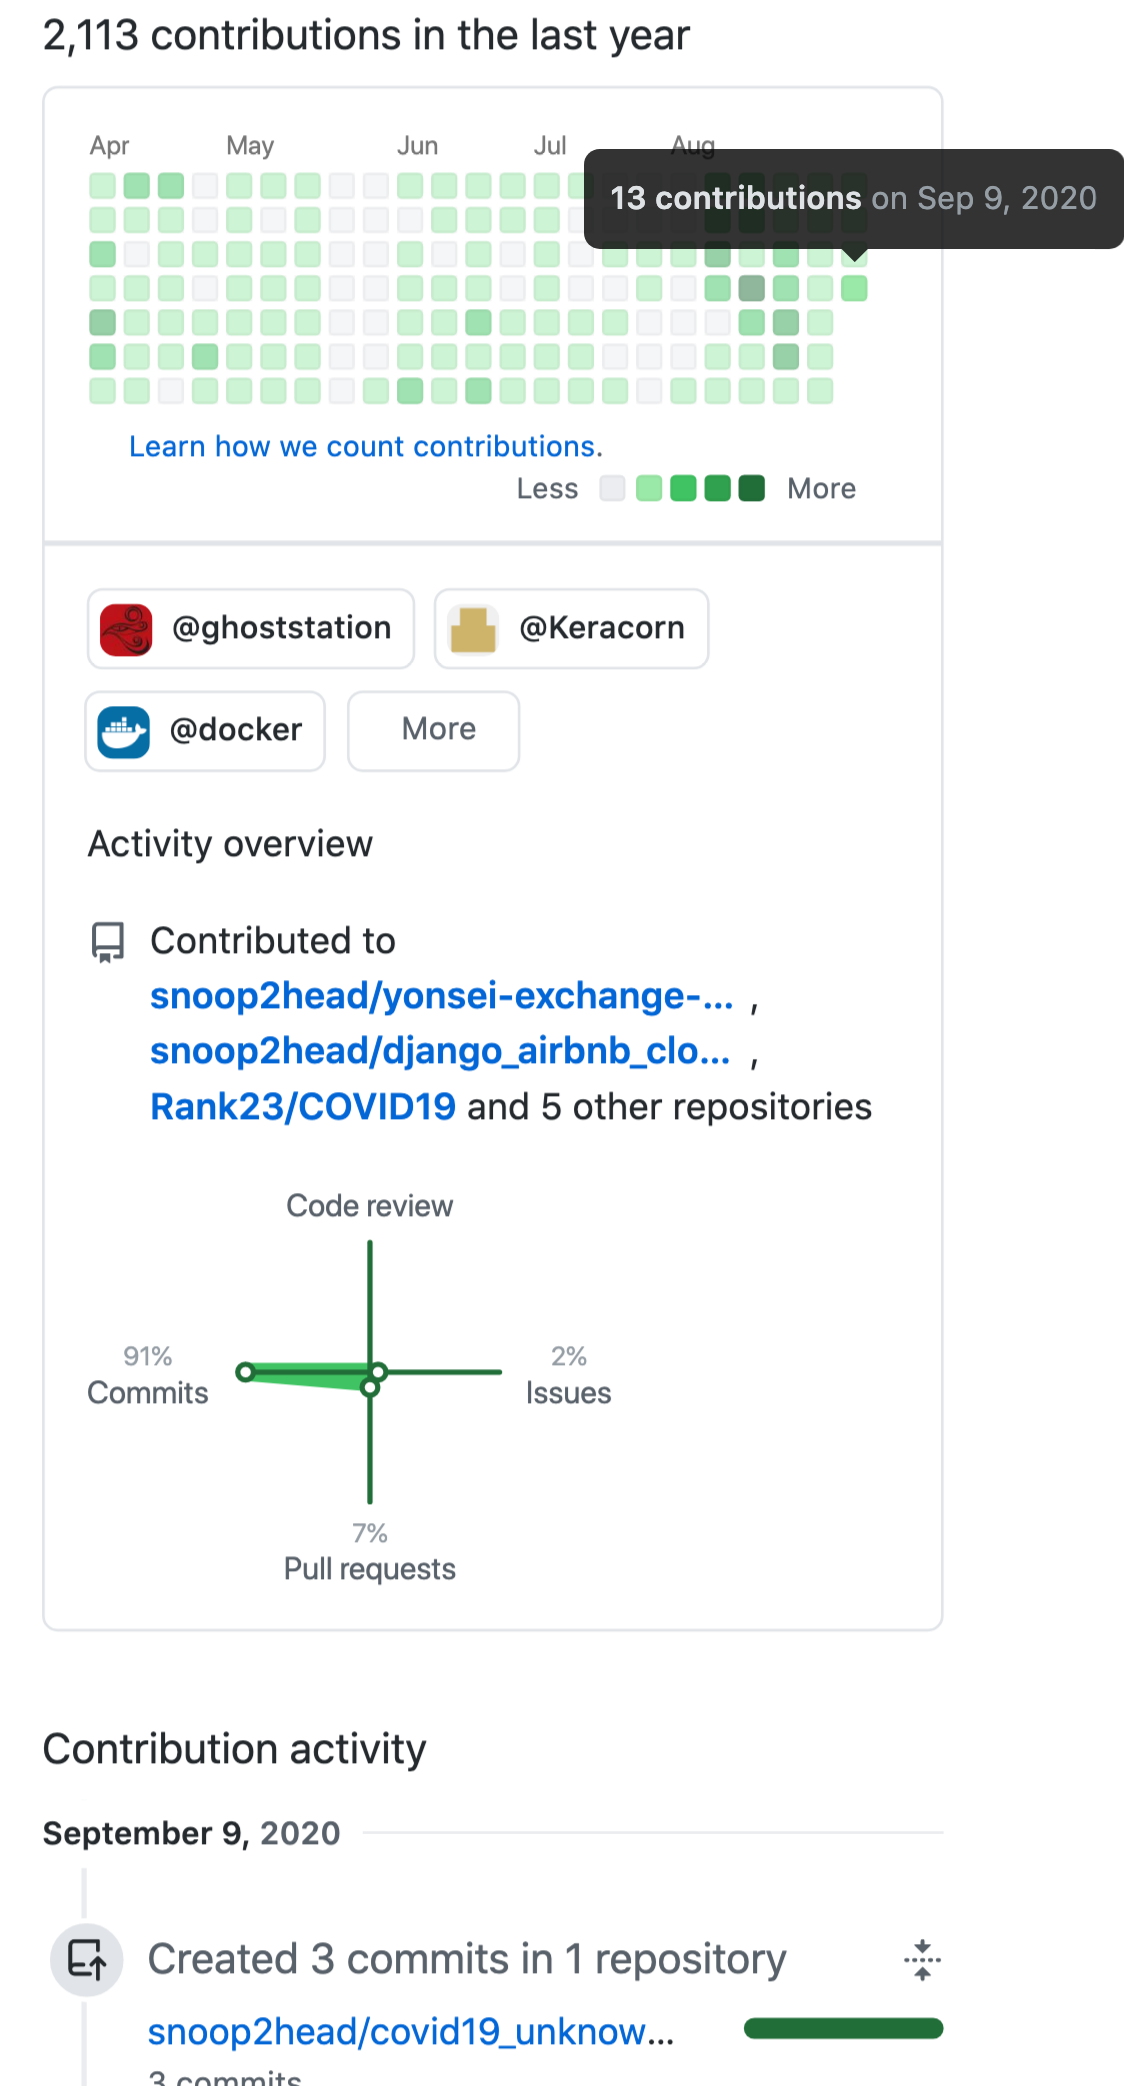 2,113 contributions in the last year
Apr May Jun Jul Aug
13 contributions on Sep 9, 2020
Learn how we count contributions.
Less More
@ghoststation @Keracorn
@docker More
Activity overview
Contributed to
snoop2head/yonsei-exchange-... ,
snoop2head/django_airbnb_clo... ,
Rank23/COVID19 and 5 other repositories
Code review
91% 2%
Commits Issues
7%
Pull requests
Contribution activity
September 9, 2020
Created 3 commits in 1 repository
snoop2head/covid19_unknow...
3 commits